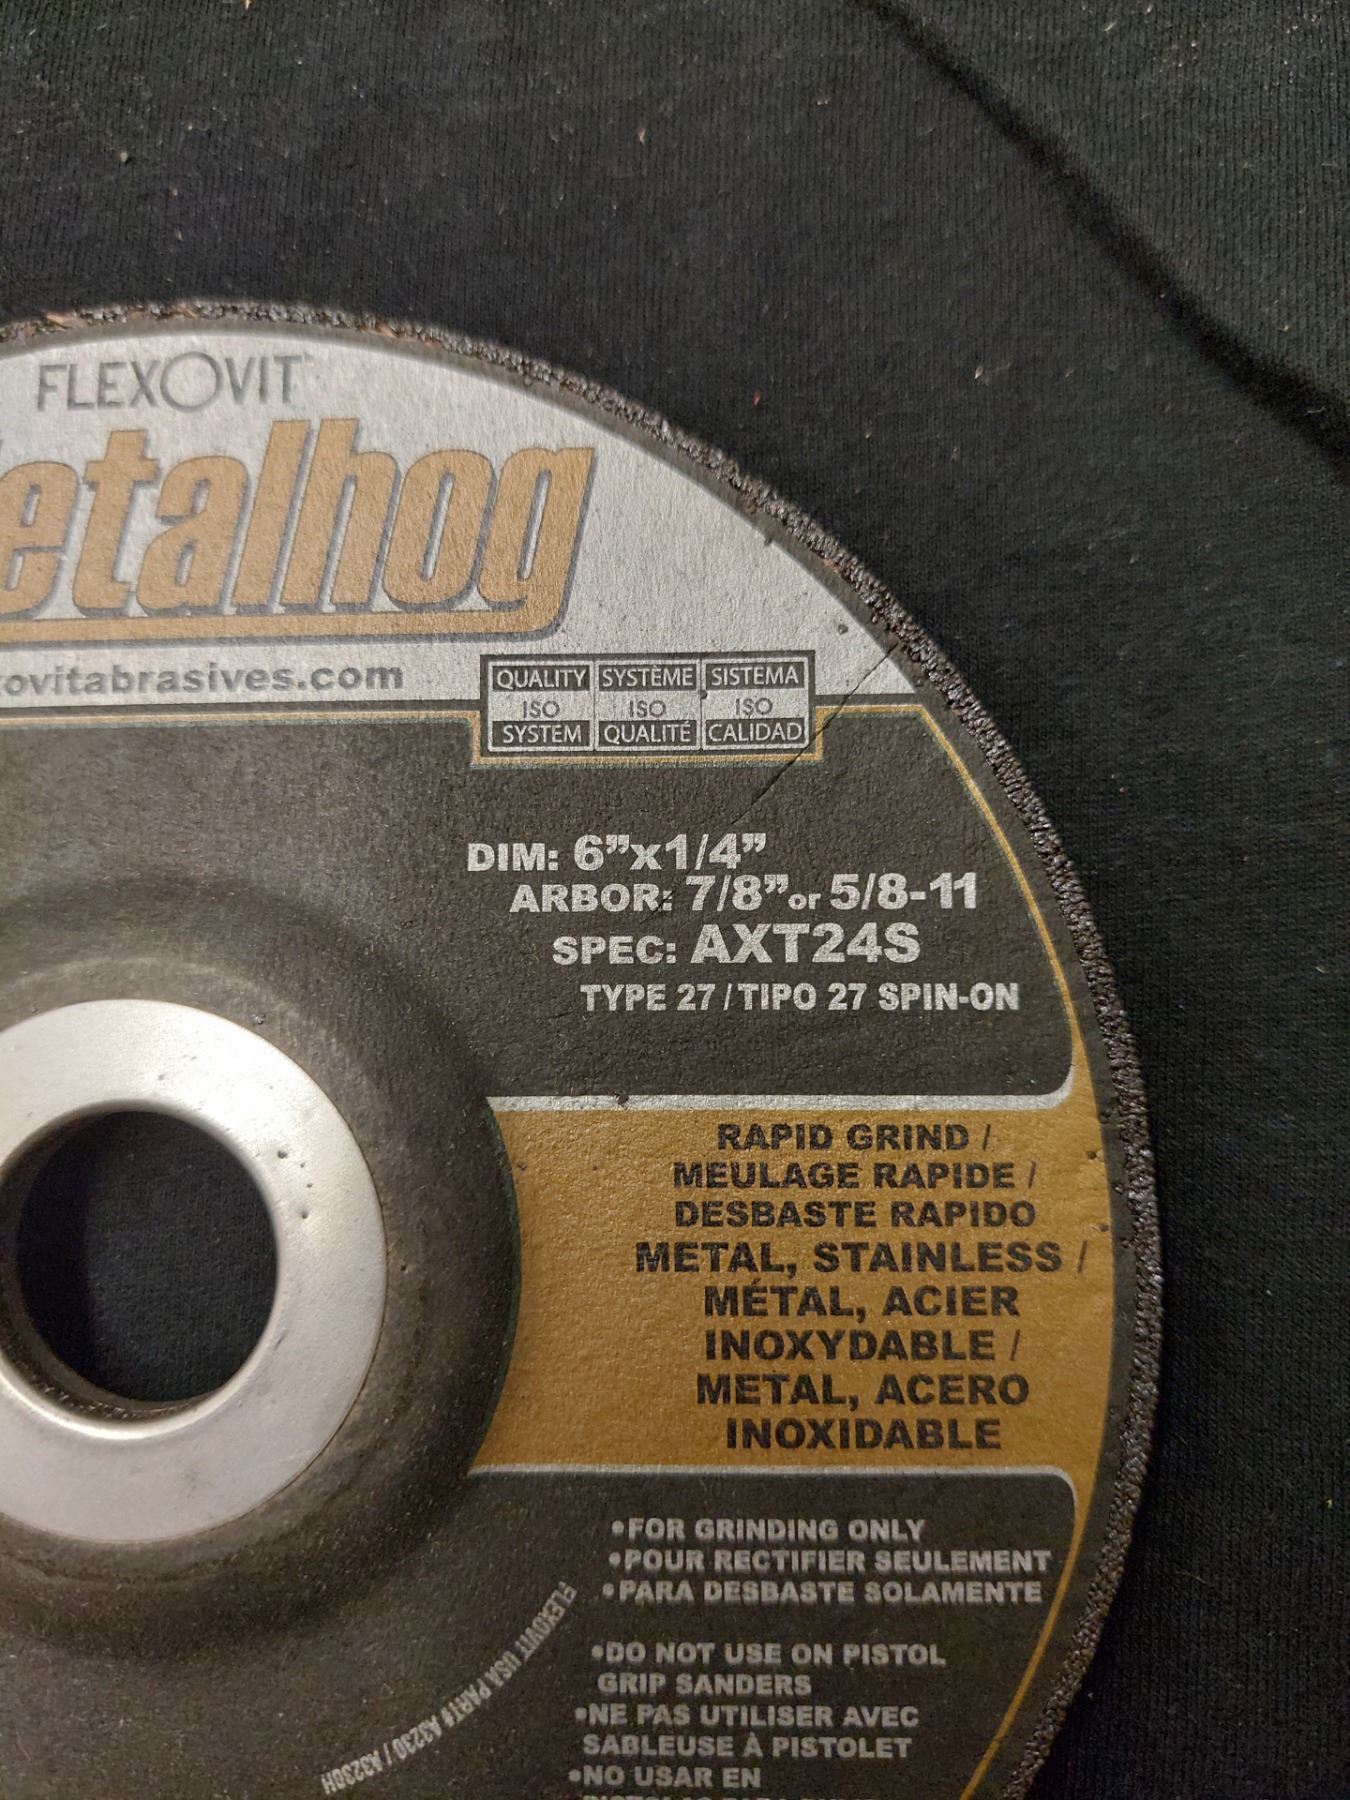 FLEXOVIT
etalhog
ovitabrasives.com
QUALITY ISO SYSTEM
SYSTÈME ISO QUALITÉ
SISTEMA ISO CALIDAD
DIM: 6"x1/4"
ARBOR: 7/8" or 5/8-11
SPEC: AXT24S
TYPE 27 / TIPO 27 SPIN-ON
RAPID GRIND /
MEULAGE RAPIDE /
DESBASTE RAPIDO
METAL, STAINLESS /
MÉTAL, ACIER
INOXYDABLE /
METAL, ACERO
INOXIDABLE
•FOR GRINDING ONLY
•POUR RECTIFIER SEULEMENT
•PARA DESBASTE SOLAMENTE
•DO NOT USE ON PISTOL
GRIP SANDERS
•NE PAS UTILISER AVEC
SABLEUSE À PISTOLET
•NO USAR EN
FLEXOVIT USA PART# A3230 / A3230H